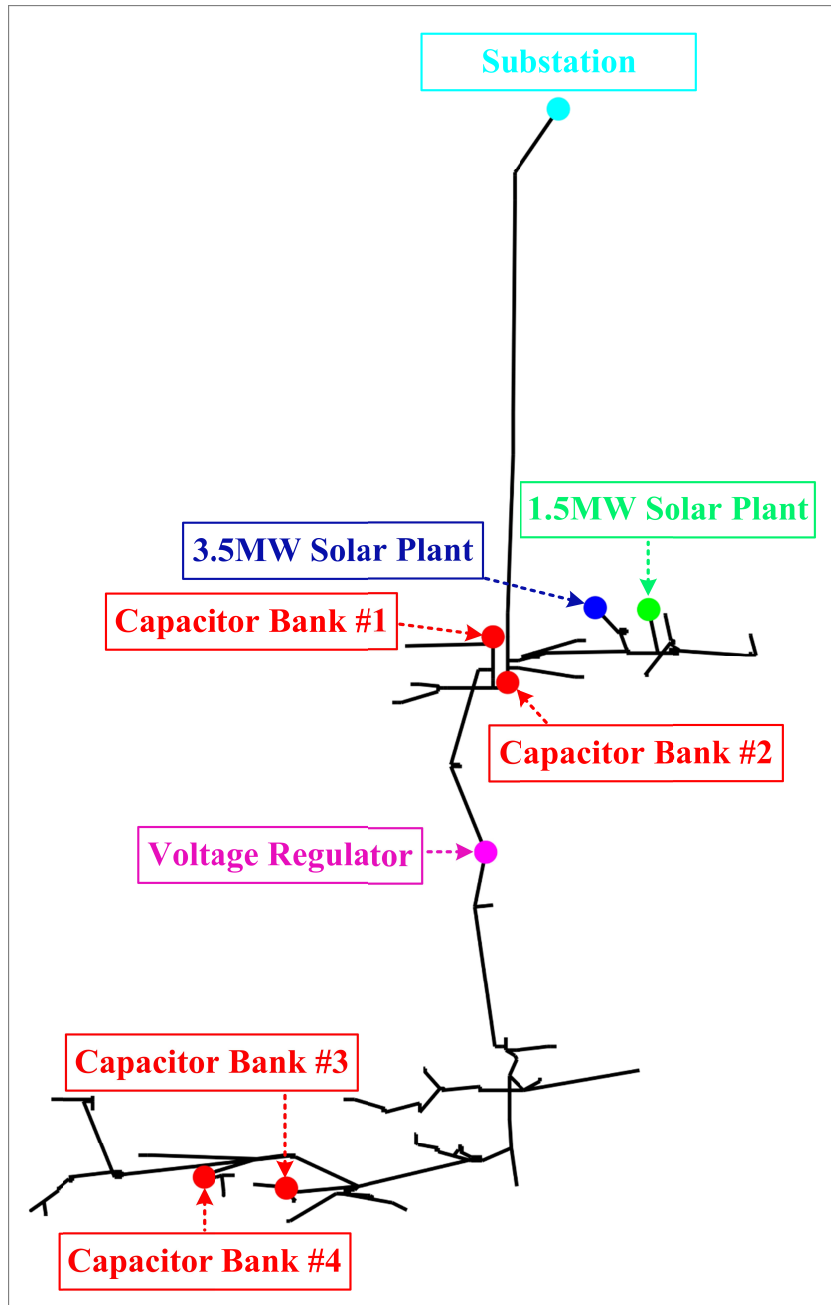 Substation
1.5MW Solar Plant
3.5MW Solar Plant
Capacitor Bank #1
Capacitor Bank #2
Voltage Regulator
Capacitor Bank #3
Capacitor Bank #4